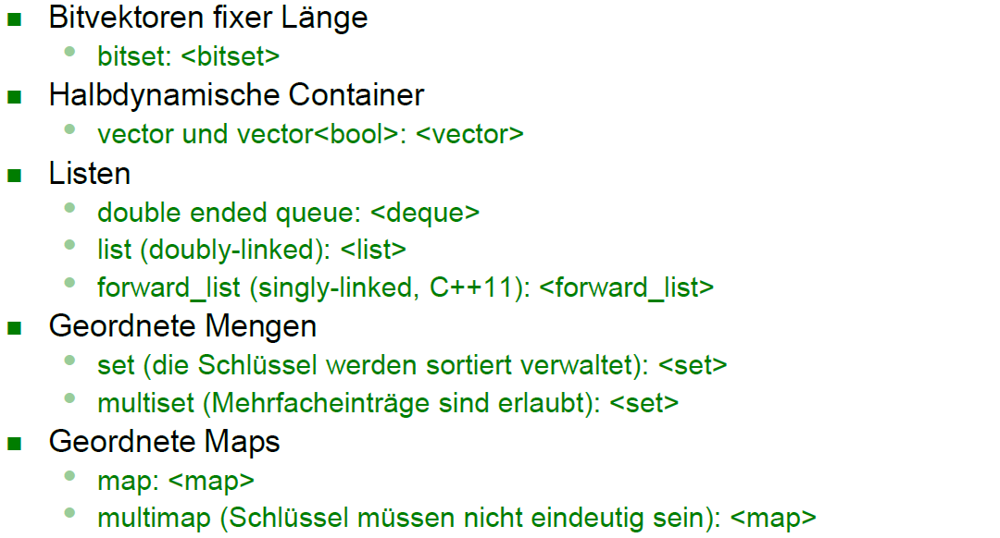 Bitvektoren fixer Länge
bitset: <bitset>
Halbdynamische Container
vector und vector<bool>: <vector>
Listen
double ended queue: <deque>
list (doubly-linked): <list>
forward_list (singly-linked, C++11): <forward_list>
Geordnete Mengen
set (die Schlüssel werden sortiert verwaltet): <set>
multiset (Mehrfacheinträge sind erlaubt): <set>
Geordnete Maps
map: <map>
multimap (Schlüssel müssen nicht eindeutig sein): <map>